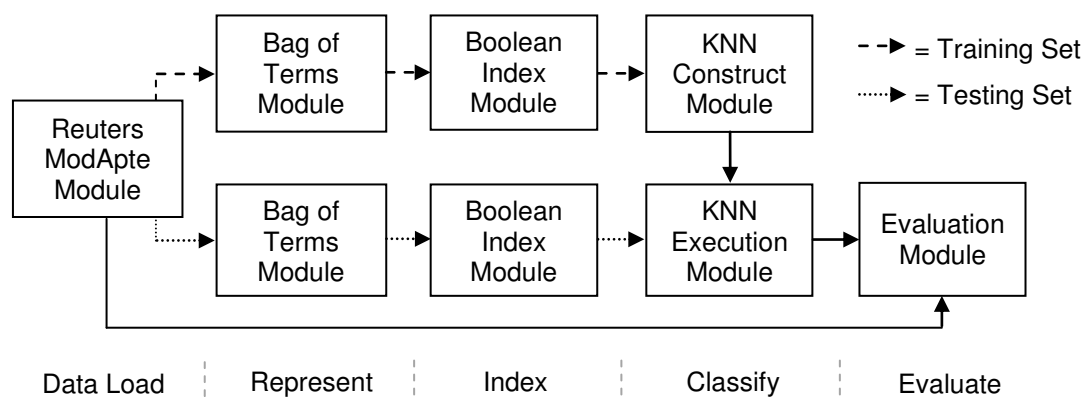 Bag of
Terms
Module
Boolean
Index
Module
KNN
Construct
Module
= Training Set
= Testing Set
Reuters
ModApte
Module
Bag of
Terms
Module
Boolean
Index
Module
KNN
Execution
Module
Evaluation
Module
Data Load
Represent
Index
Classify
Evaluate